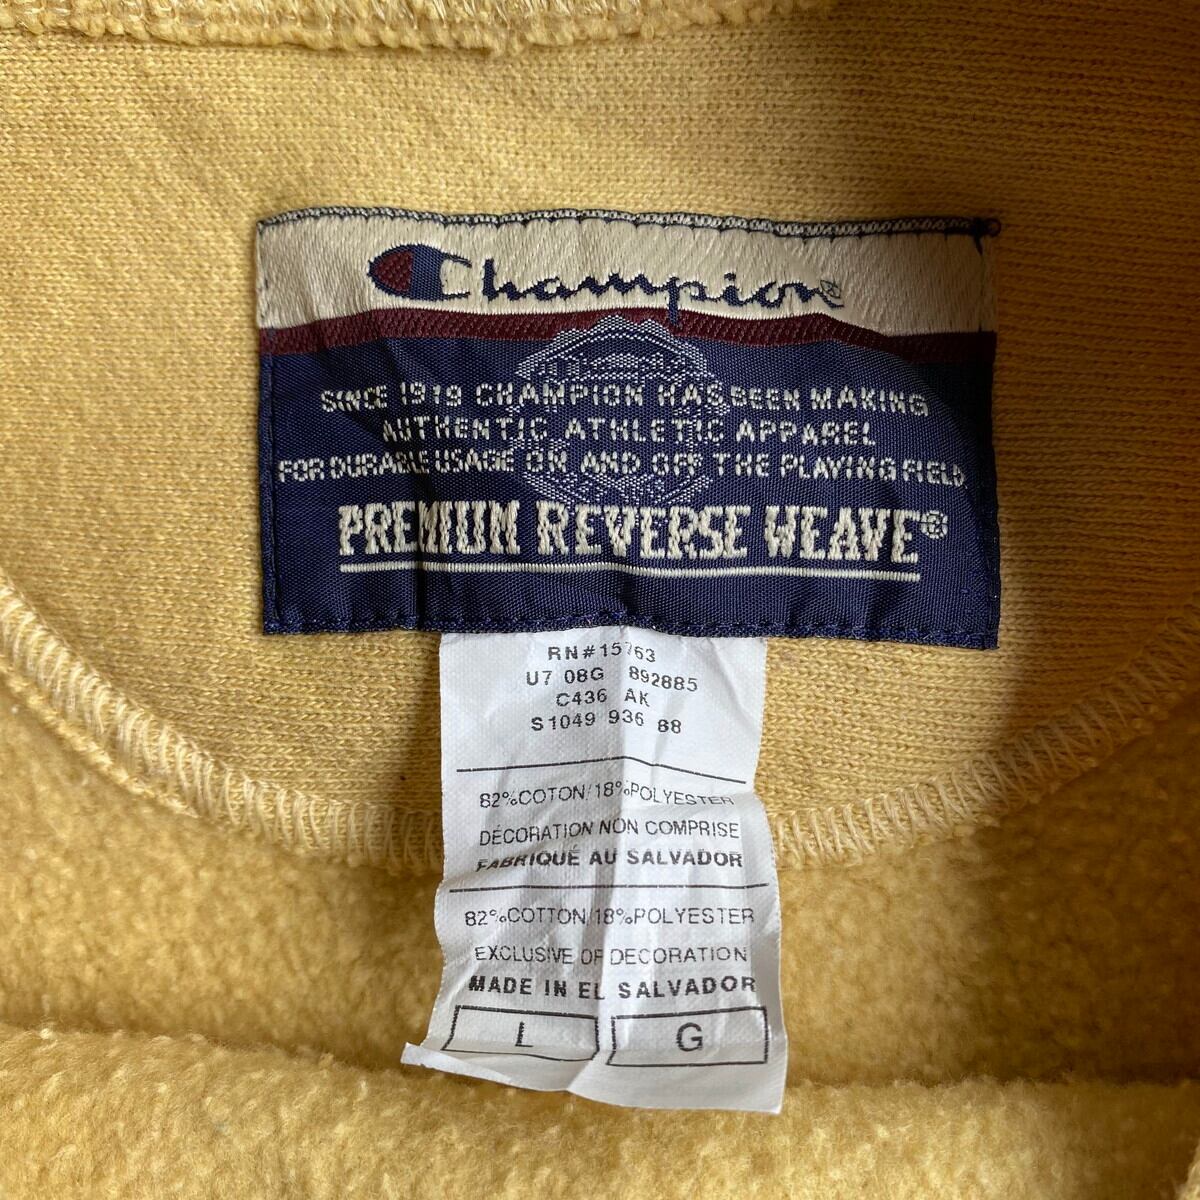 Champion®
SINCE 1919 CHAMPION HAS BEEN MAKING
AUTHENTIC ATHLETIC APPAREL
FOR DURABLE USAGE ON AND OFF THE PLAYING FIELD
PREMIUM REVERSE WEAVE®
RN#15763
U7 08G 892885
C436 AK
S1049 936 88
82%COTON/18%POLYESTER
DÉCORATION NON COMPRISE
FABRIQUÉ AU SALVADOR
82%COTTON/18%POLYESTER
EXCLUSIVE OF DECORATION
MADE IN EL SALVADOR
L G